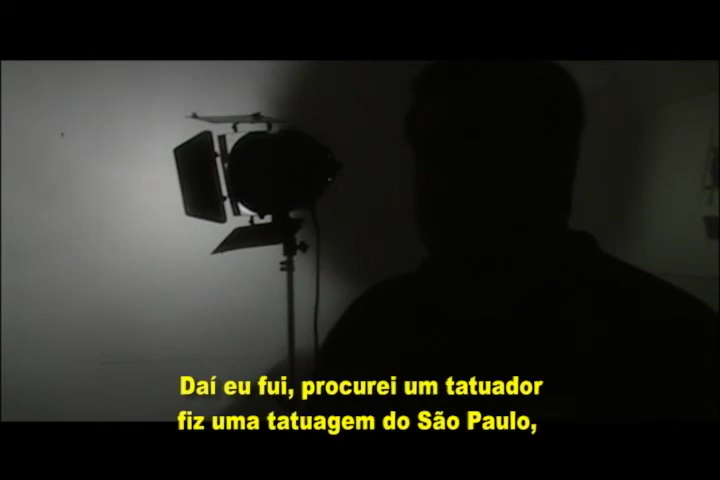 Daí eu fui, procurei um tatuador
fiz uma tatuagem do São Paulo,